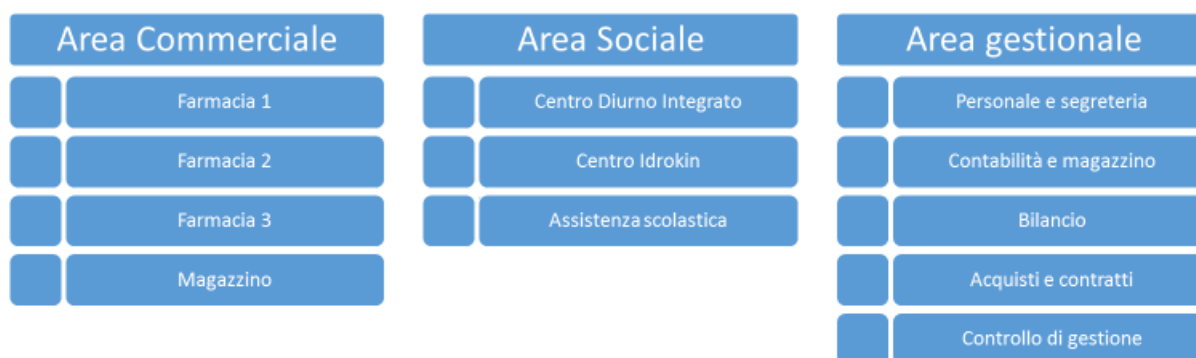 Area Commerciale
Farmacia 1
Farmacia 2
Farmacia 3
Magazzino
Area Sociale
Centro Diurno Integrato
Centro Idrokin
Assistenza scolastica
Area gestionale
Personale e segreteria
Contabilità e magazzino
Bilancio
Acquisti e contratti
Controllo di gestione